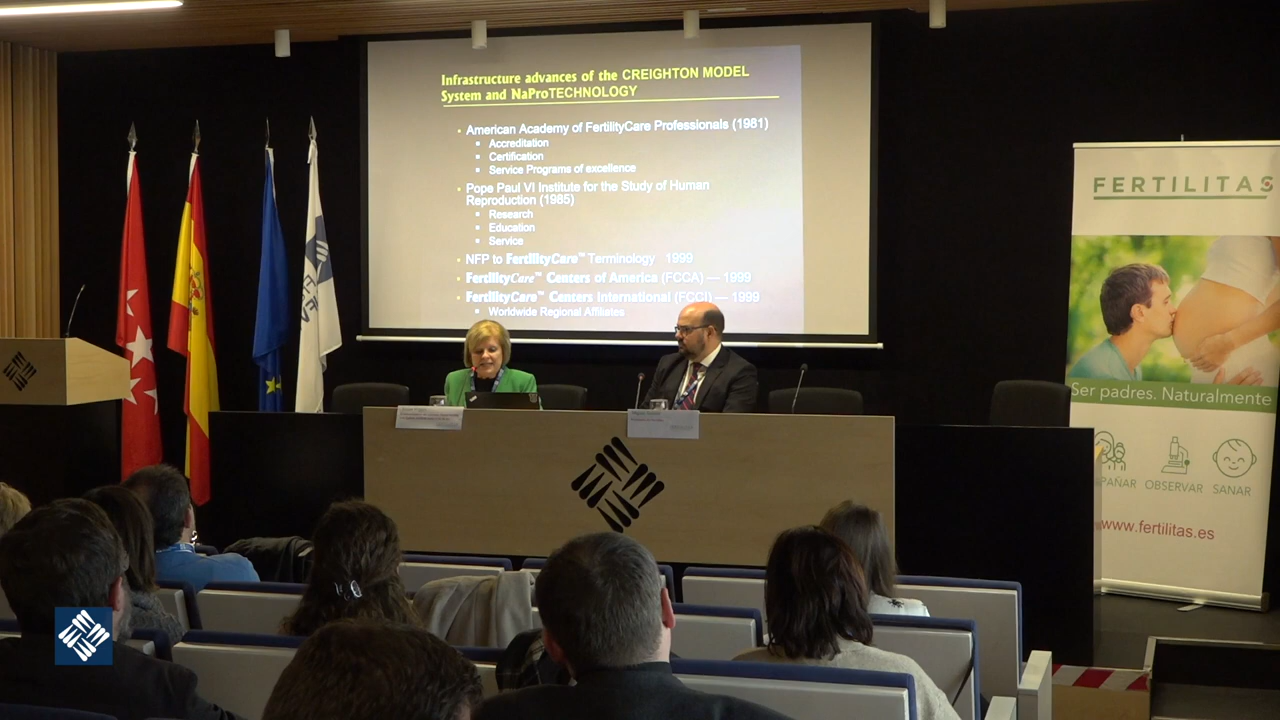 Infrastructure advances of the CREIGHTON MODEL
System and NaProTECHNOLOGY
• American Academy of FertilityCare Professionals (1981)
▪ Accreditation
▪ Certification
▪ Service Programs of excellence
• Pope Paul VI Institute for the Study of Human
Reproduction (1985)
▪ Research
▪ Education
▪ Service
• NFP to FertilityCare™ Terminology 1999
• FertilityCare™ Centers of America (FCCA) — 1999
• FertilityCare™ Centers International (FCCI) — 1999
▪ Worldwide Regional Affiliates
FERTILITAS
Ser padres. Naturalmente
PAÑAR OBSERVAR SANAR
www.fertilitas.es